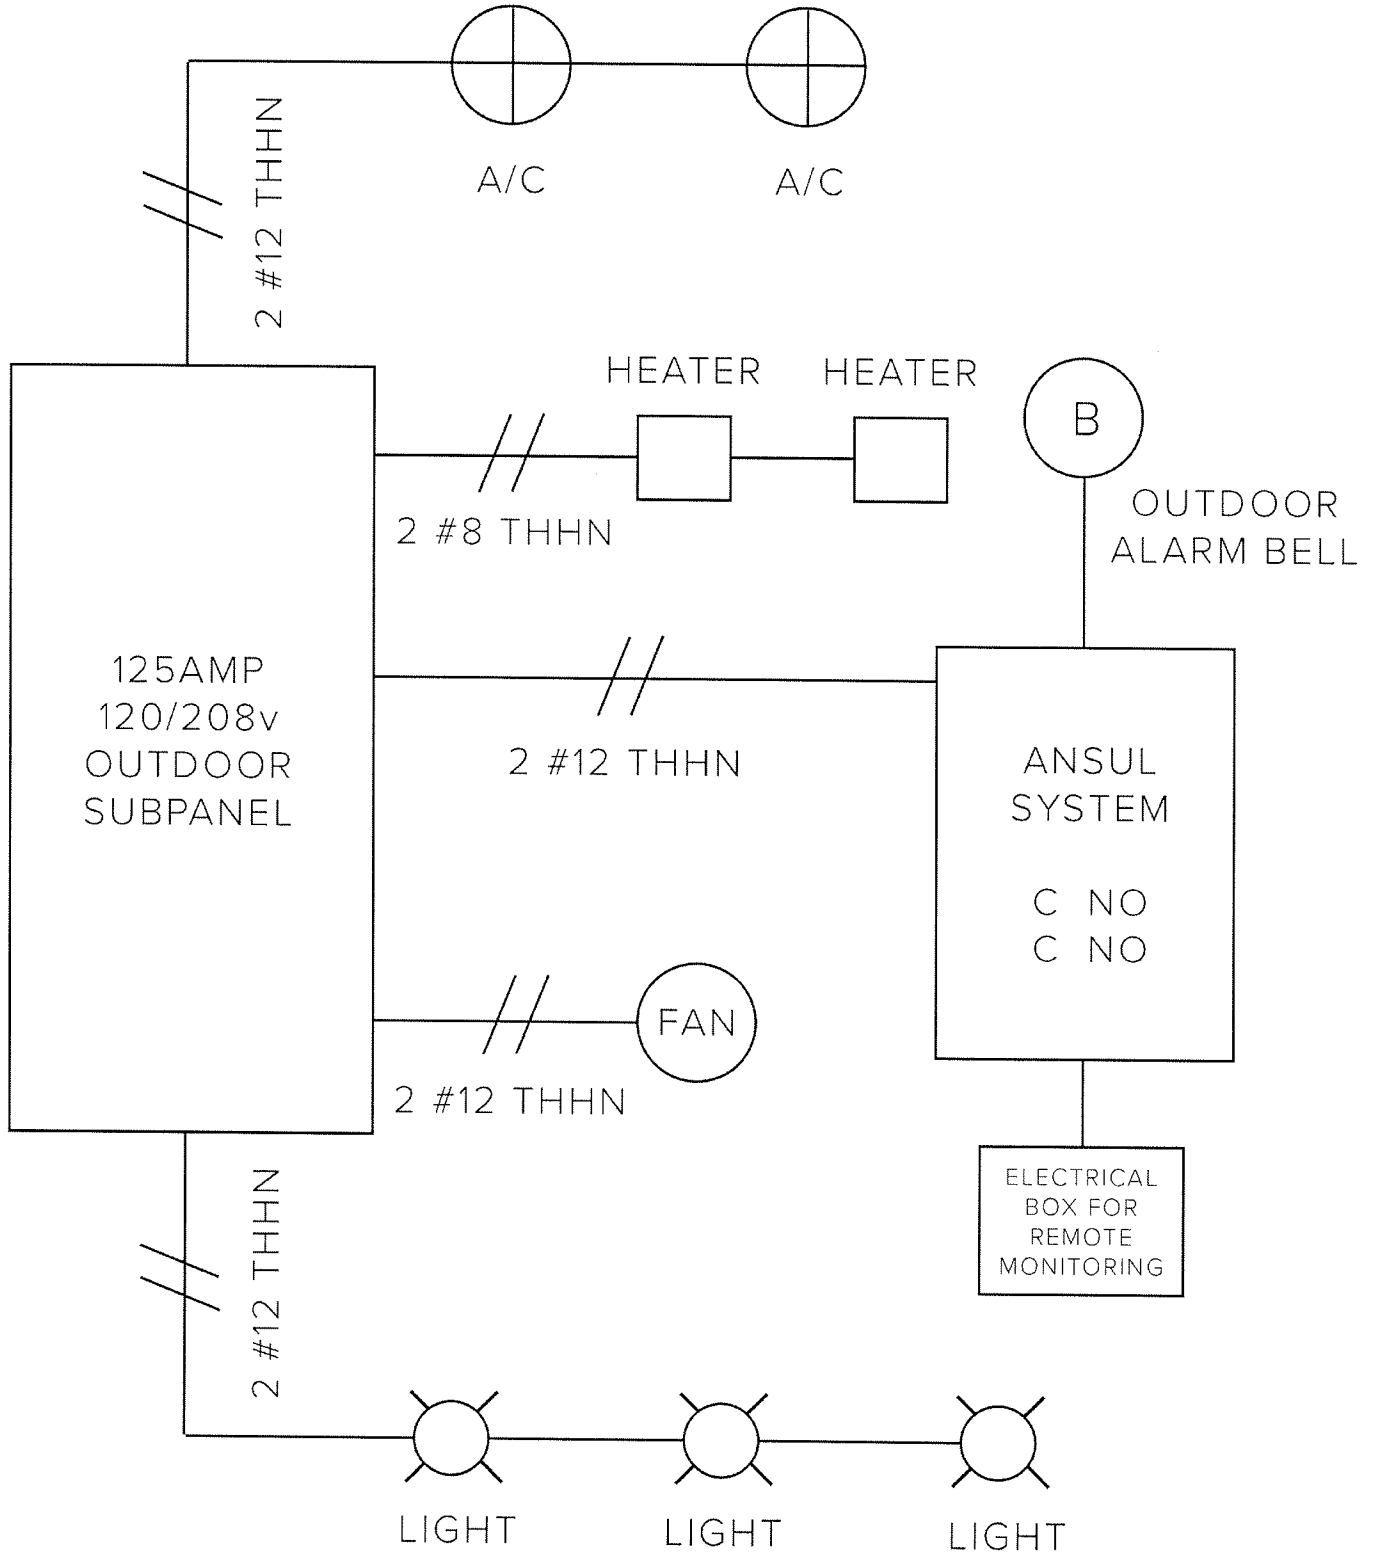 A/C
A/C
2 #12 THHN
HEATER
HEATER
2 #8 THHN
B
OUTDOOR
ALARM BELL
125AMP
120/208v
OUTDOOR
SUBPANEL
2 #12 THHN
ANSUL
SYSTEM
C NO
C NO
FAN
2 #12 THHN
ELECTRICAL
BOX FOR
REMOTE
MONITORING
2 #12 THHN
LIGHT
LIGHT
LIGHT